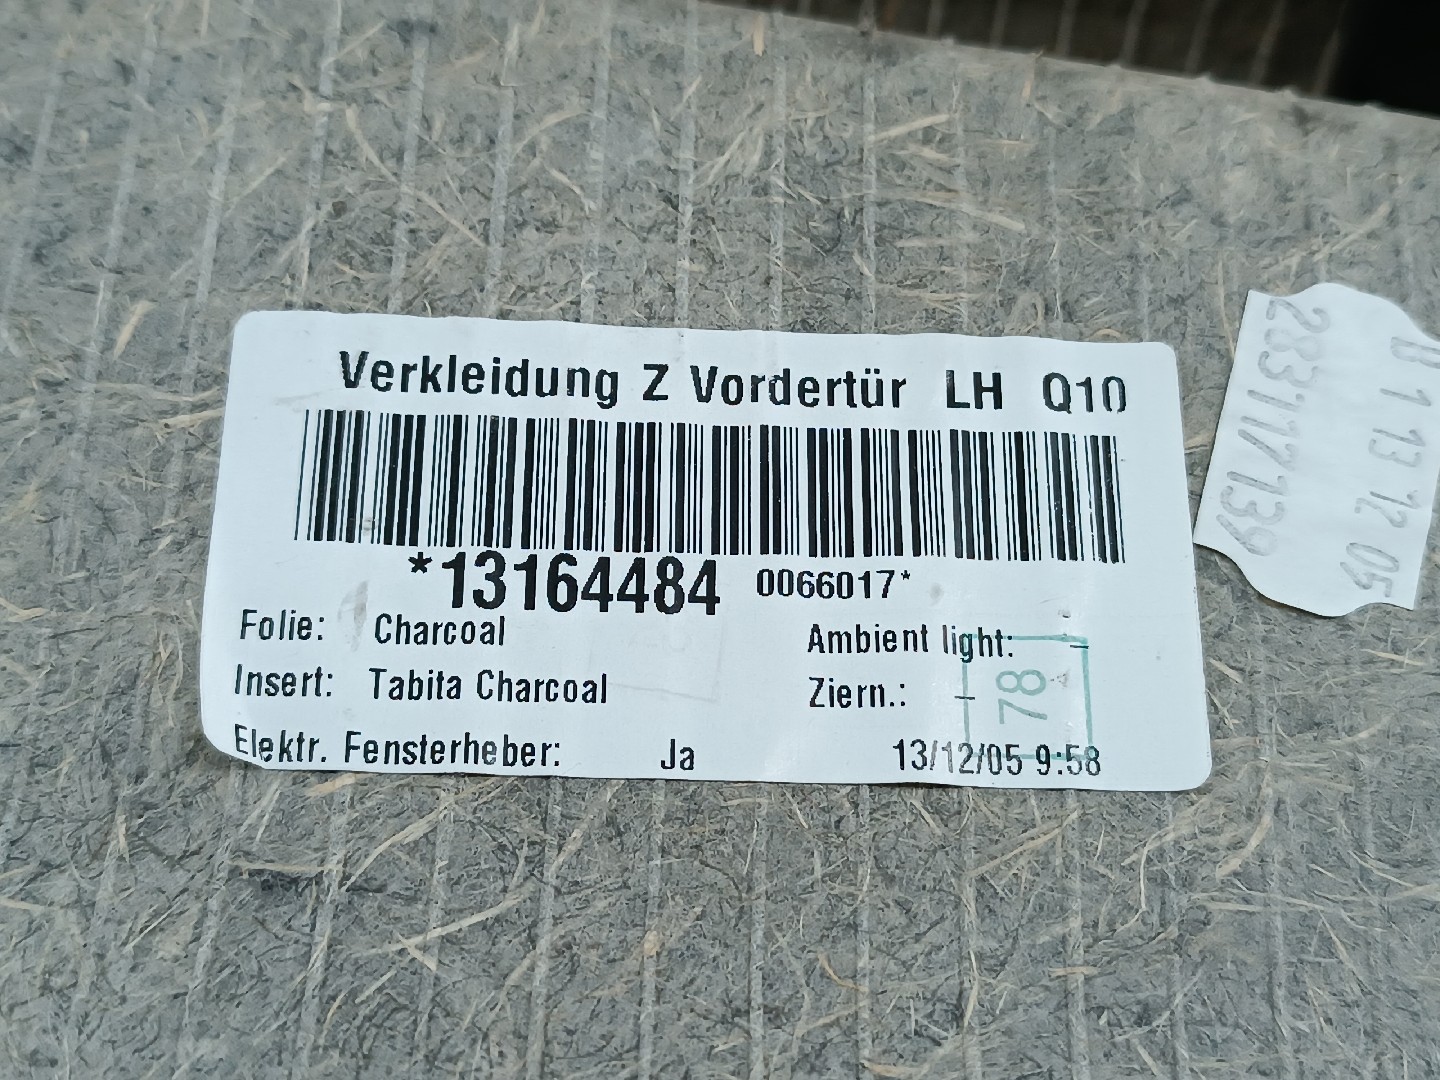 Verkleidung Z Vordertür LH Q10
*13164484 0066017*
Folie: Charcoal
Ambient light: -
Insert: Tabita Charcoal
Ziern.: -
78
Elektr. Fensterheber: Ja
13/12/05 9:58
B 1 13 12 05
283117139